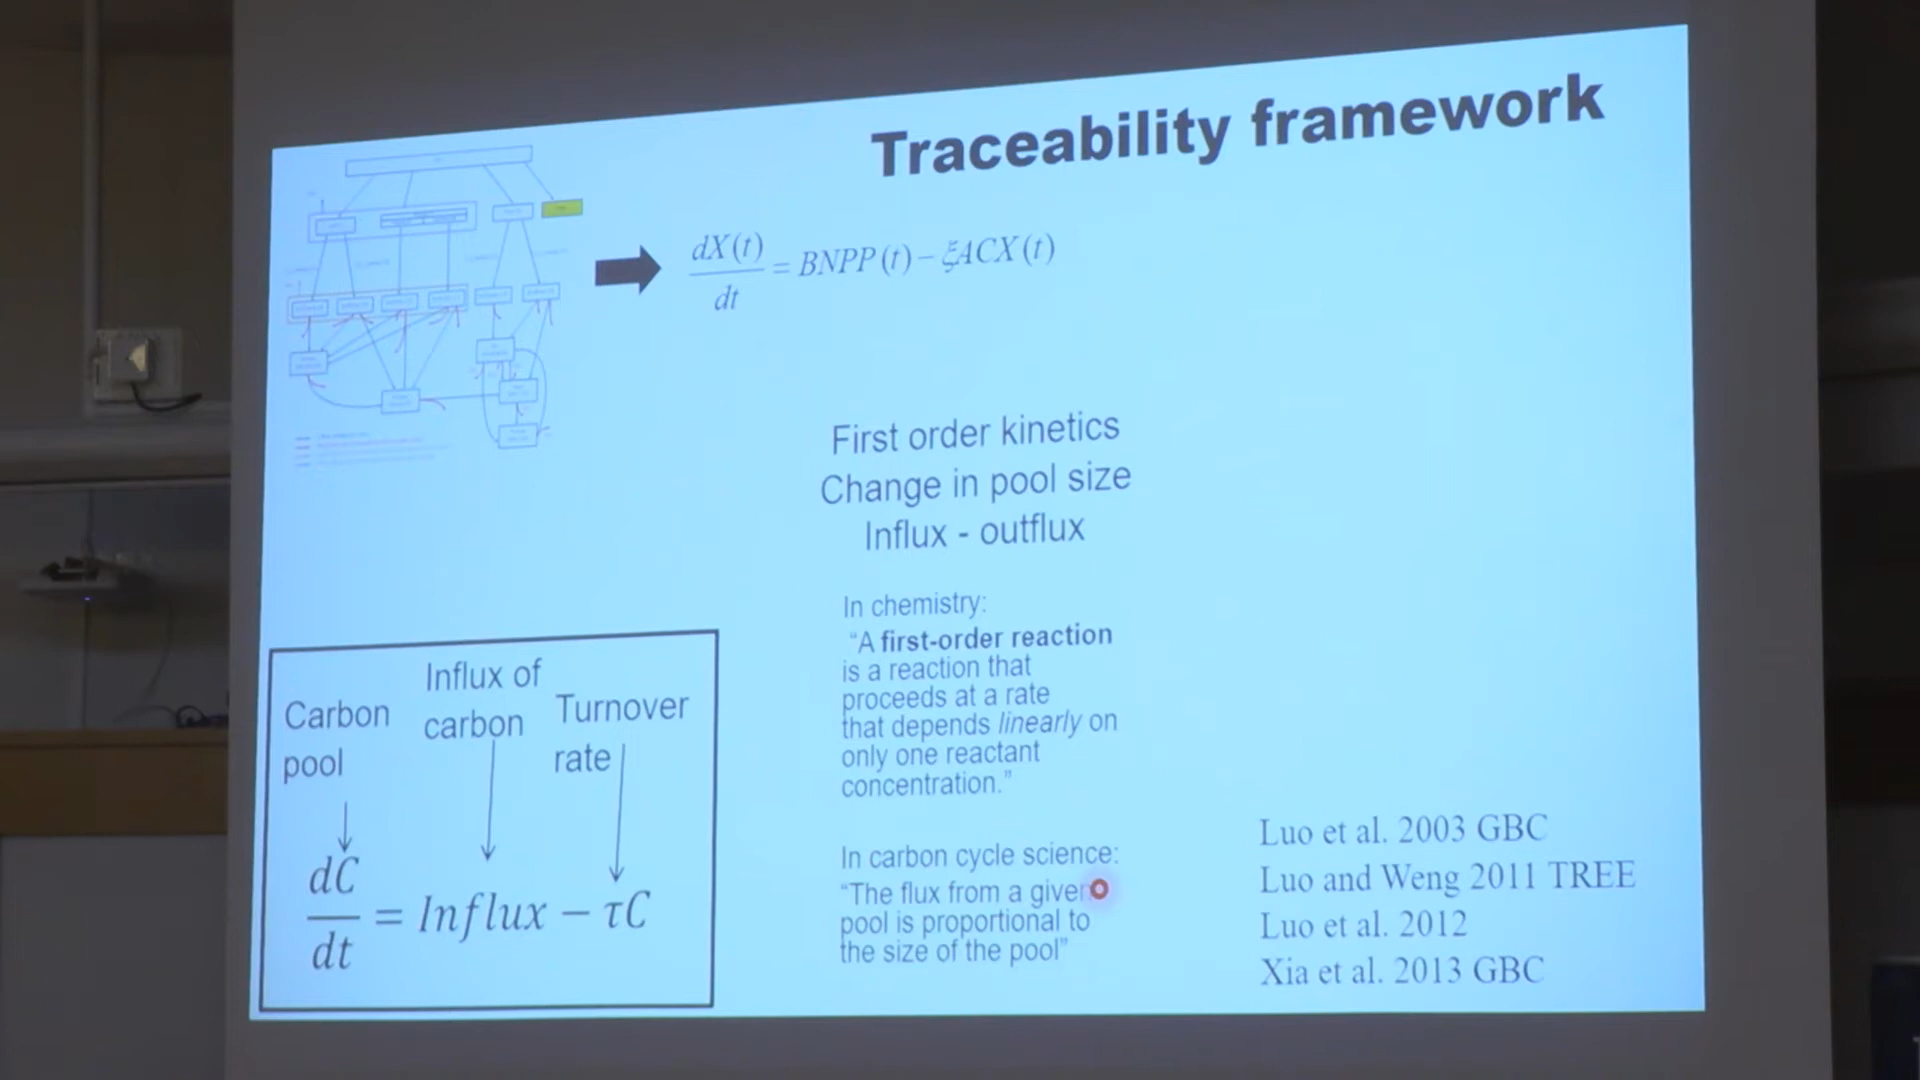 Traceability framework
dX(t)/dt = BNPP(t) – ξACX(t)
First order kinetics
Change in pool size
Influx - outflux
In chemistry:
“A first-order reaction
is a reaction that
proceeds at a rate
that depends linearly on
only one reactant
concentration.”
In carbon cycle science:
“The flux from a given
pool is proportional to
the size of the pool”
Carbon
pool
Influx of
carbon
Turnover
rate
dC/dt = Influx – τC
Luo et al. 2003 GBC
Luo and Weng 2011 TREE
Luo et al. 2012
Xia et al. 2013 GBC